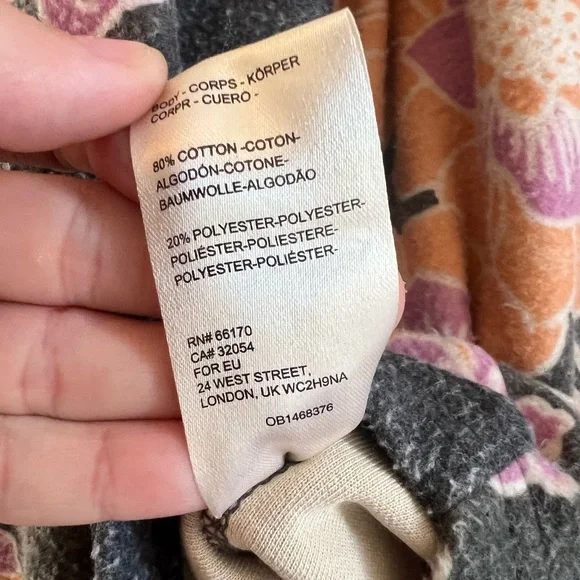 BODY - CORPS - KÖRPER
CORPR - CUERO -
80% COTTON -COTON-
ALGODÓN-COTONE-
BAUMWOLLE-ALGODÃO
20% POLYESTER-POLYESTER-
POLIÉSTER-POLIESTERE-
POLYESTER-POLIÉSTER-
RN# 66170
CA# 32054
FOR EU
24 WEST STREET,
LONDON, UK WC2H9NA
OB1468376